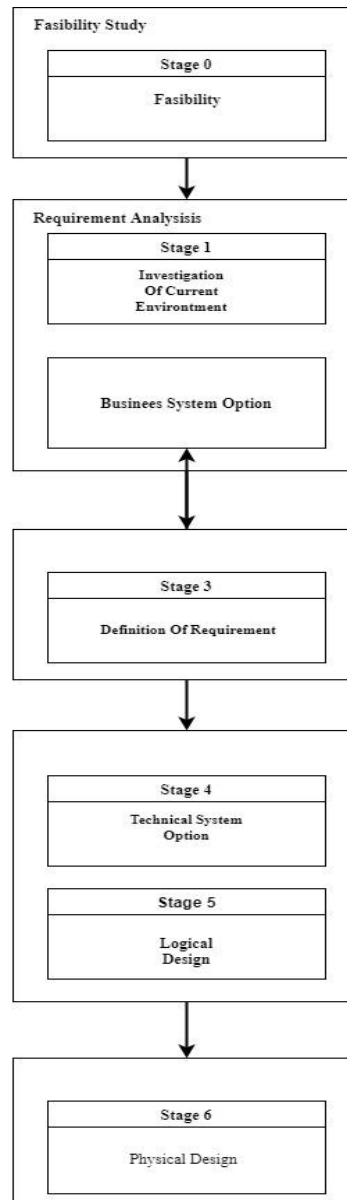 Fasibility Study
Stage 0
Fasibility
Requirement Analysisis
Stage 1
Investigation
Of Current
Environtment
Businees System Option
Stage 3
Definition Of Requirement
Stage 4
Technical System
Option
Stage 5
Logical
Design
Stage 6
Physical Design